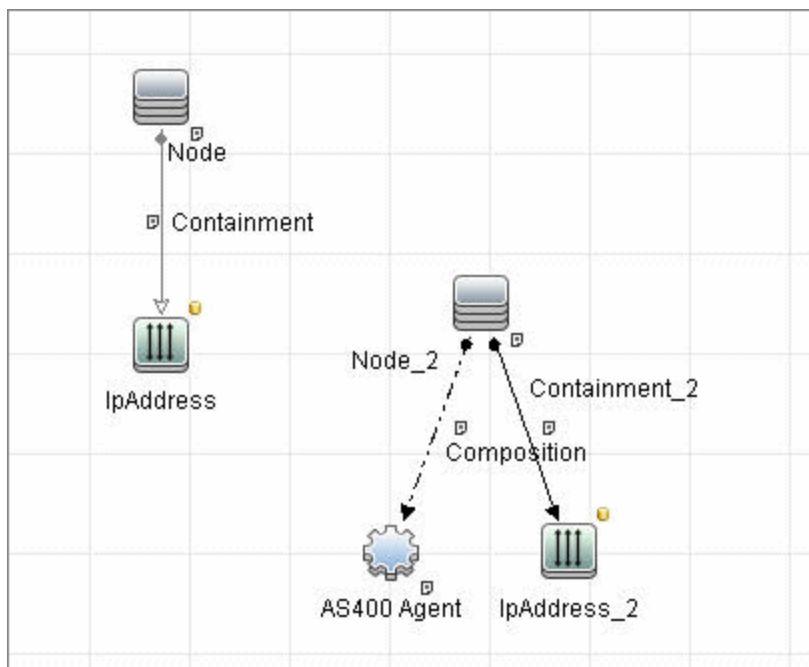 Node
Containment
IpAddress
Node_2
Containment_2
Composition
AS400 Agent
IpAddress_2